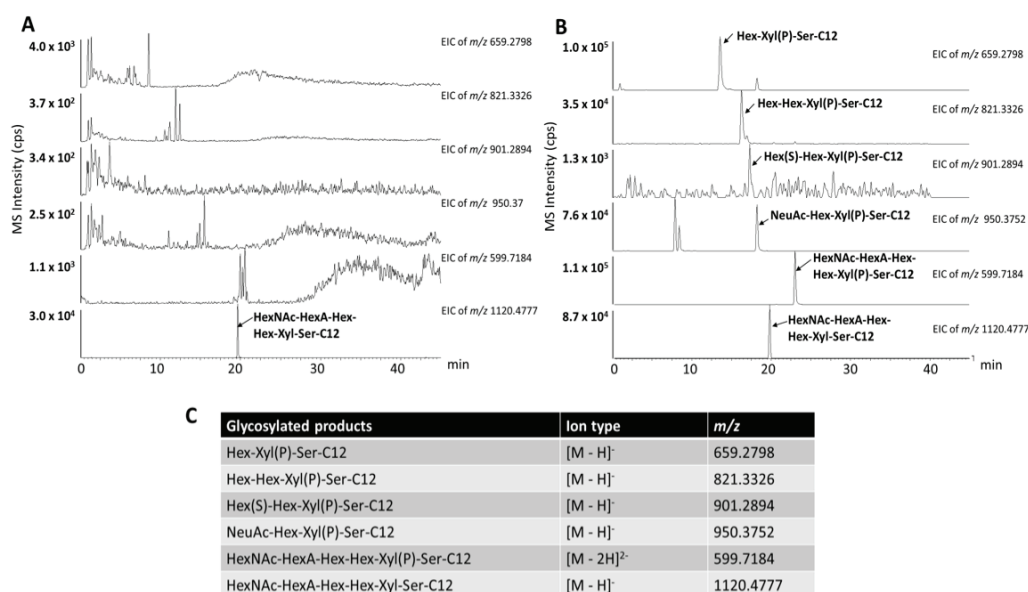 A
4.0 x 10³
EIC of m/z 659.2798
3.7 x 10²
EIC of m/z 821.3326
3.4 x 10²
EIC of m/z 901.2894
2.5 x 10²
EIC of m/z 950.37
1.1 x 10³
EIC of m/z 599.7184
3.0 x 10⁴
EIC of m/z 1120.4777
HexNAc-HexA-Hex-
Hex-Xyl-Ser-C12
MS Intensity (cps)
0 10 20 30 40 min
B
Hex-Xyl(P)-Ser-C12
1.0 x 10⁵
EIC of m/z 659.2798
Hex-Hex-Xyl(P)-Ser-C12
3.5 x 10⁴
EIC of m/z 821.3326
Hex(S)-Hex-Xyl(P)-Ser-C12
1.3 x 10³
EIC of m/z 901.2894
NeuAc-Hex-Xyl(P)-Ser-C12
7.6 x 10⁴
EIC of m/z 950.3752
HexNAc-HexA-Hex-
Hex-Xyl(P)-Ser-C12
1.1 x 10⁵
EIC of m/z 599.7184
HexNAc-HexA-Hex-
Hex-Xyl-Ser-C12
8.7 x 10⁴
EIC of m/z 1120.4777
MS Intensity (cps)
0 10 20 30 40 min
C
Glycosylated products Ion type m/z
Hex-Xyl(P)-Ser-C12 [M - H]⁻ 659.2798
Hex-Hex-Xyl(P)-Ser-C12 [M - H]⁻ 821.3326
Hex(S)-Hex-Xyl(P)-Ser-C12 [M - H]⁻ 901.2894
NeuAc-Hex-Xyl(P)-Ser-C12 [M - H]⁻ 950.3752
HexNAc-HexA-Hex-Hex-Xyl(P)-Ser-C12 [M - 2H]²⁻ 599.7184
HexNAc-HexA-Hex-Hex-Xyl-Ser-C12 [M - H]⁻ 1120.4777